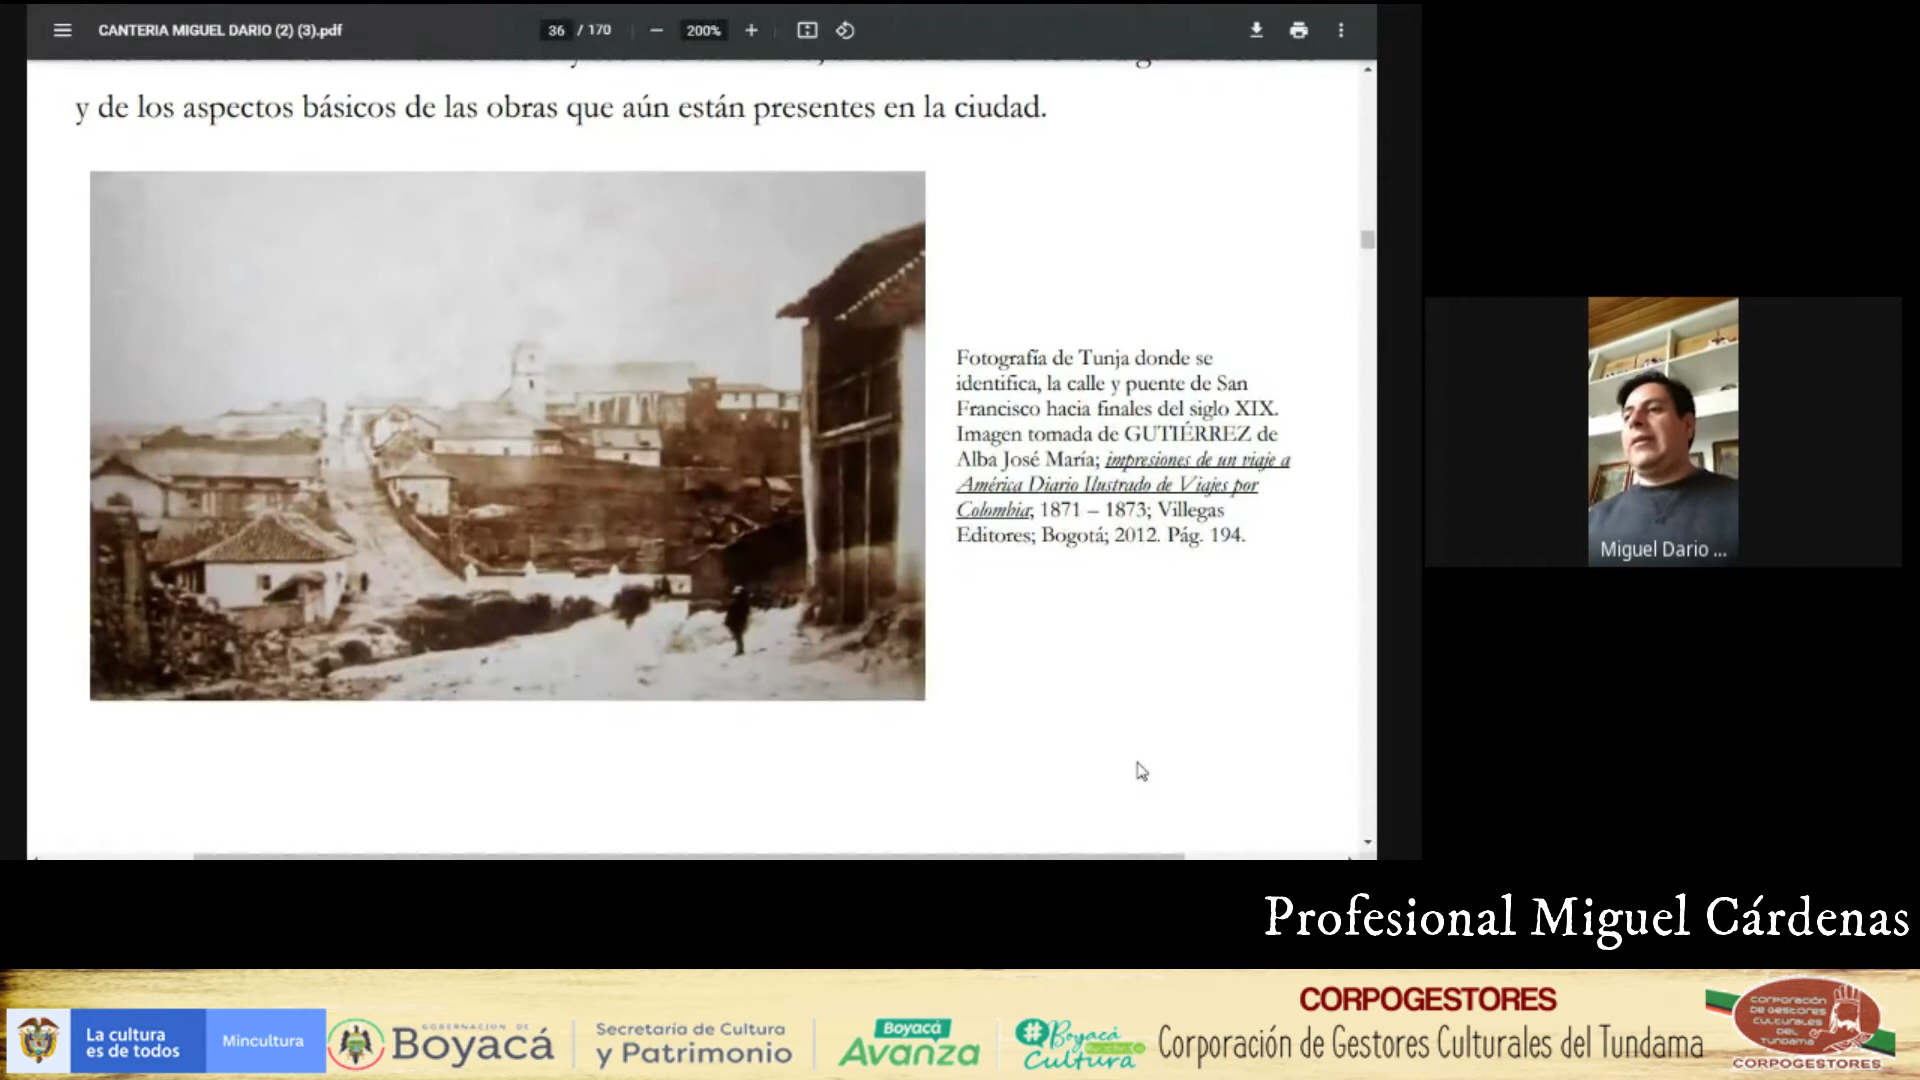 CANTERIA MIGUEL DARIO (2) (3).pdf
36 / 170
200%
y de los aspectos básicos de las obras que aún están presentes en la ciudad.
Fotografía de Tunja donde se
identifica, la calle y puente de San
Francisco hacia finales del siglo XIX.
Imagen tomada de GUTIÉRREZ de
Alba José María; impresiones de un viaje a
América Diario Ilustrado de Viajes por
Colombia; 1871 – 1873; Villegas
Editores; Bogotá; 2012. Pág. 194.
Miguel Dario ...
Profesional Miguel Cárdenas
La cultura
es de todos
Mincultura
GOBERNACIÓN DE
Boyacá
Secretaría de Cultura
y Patrimonio
Boyacá
Avanza
#Boyacá
Cultura
CORPOGESTORES
Corporación de Gestores Culturales del Tundama
CORPORACIÓN
DE GESTORES
CULTURALES
DEL
TUNDAMA
CORPOGESTORES